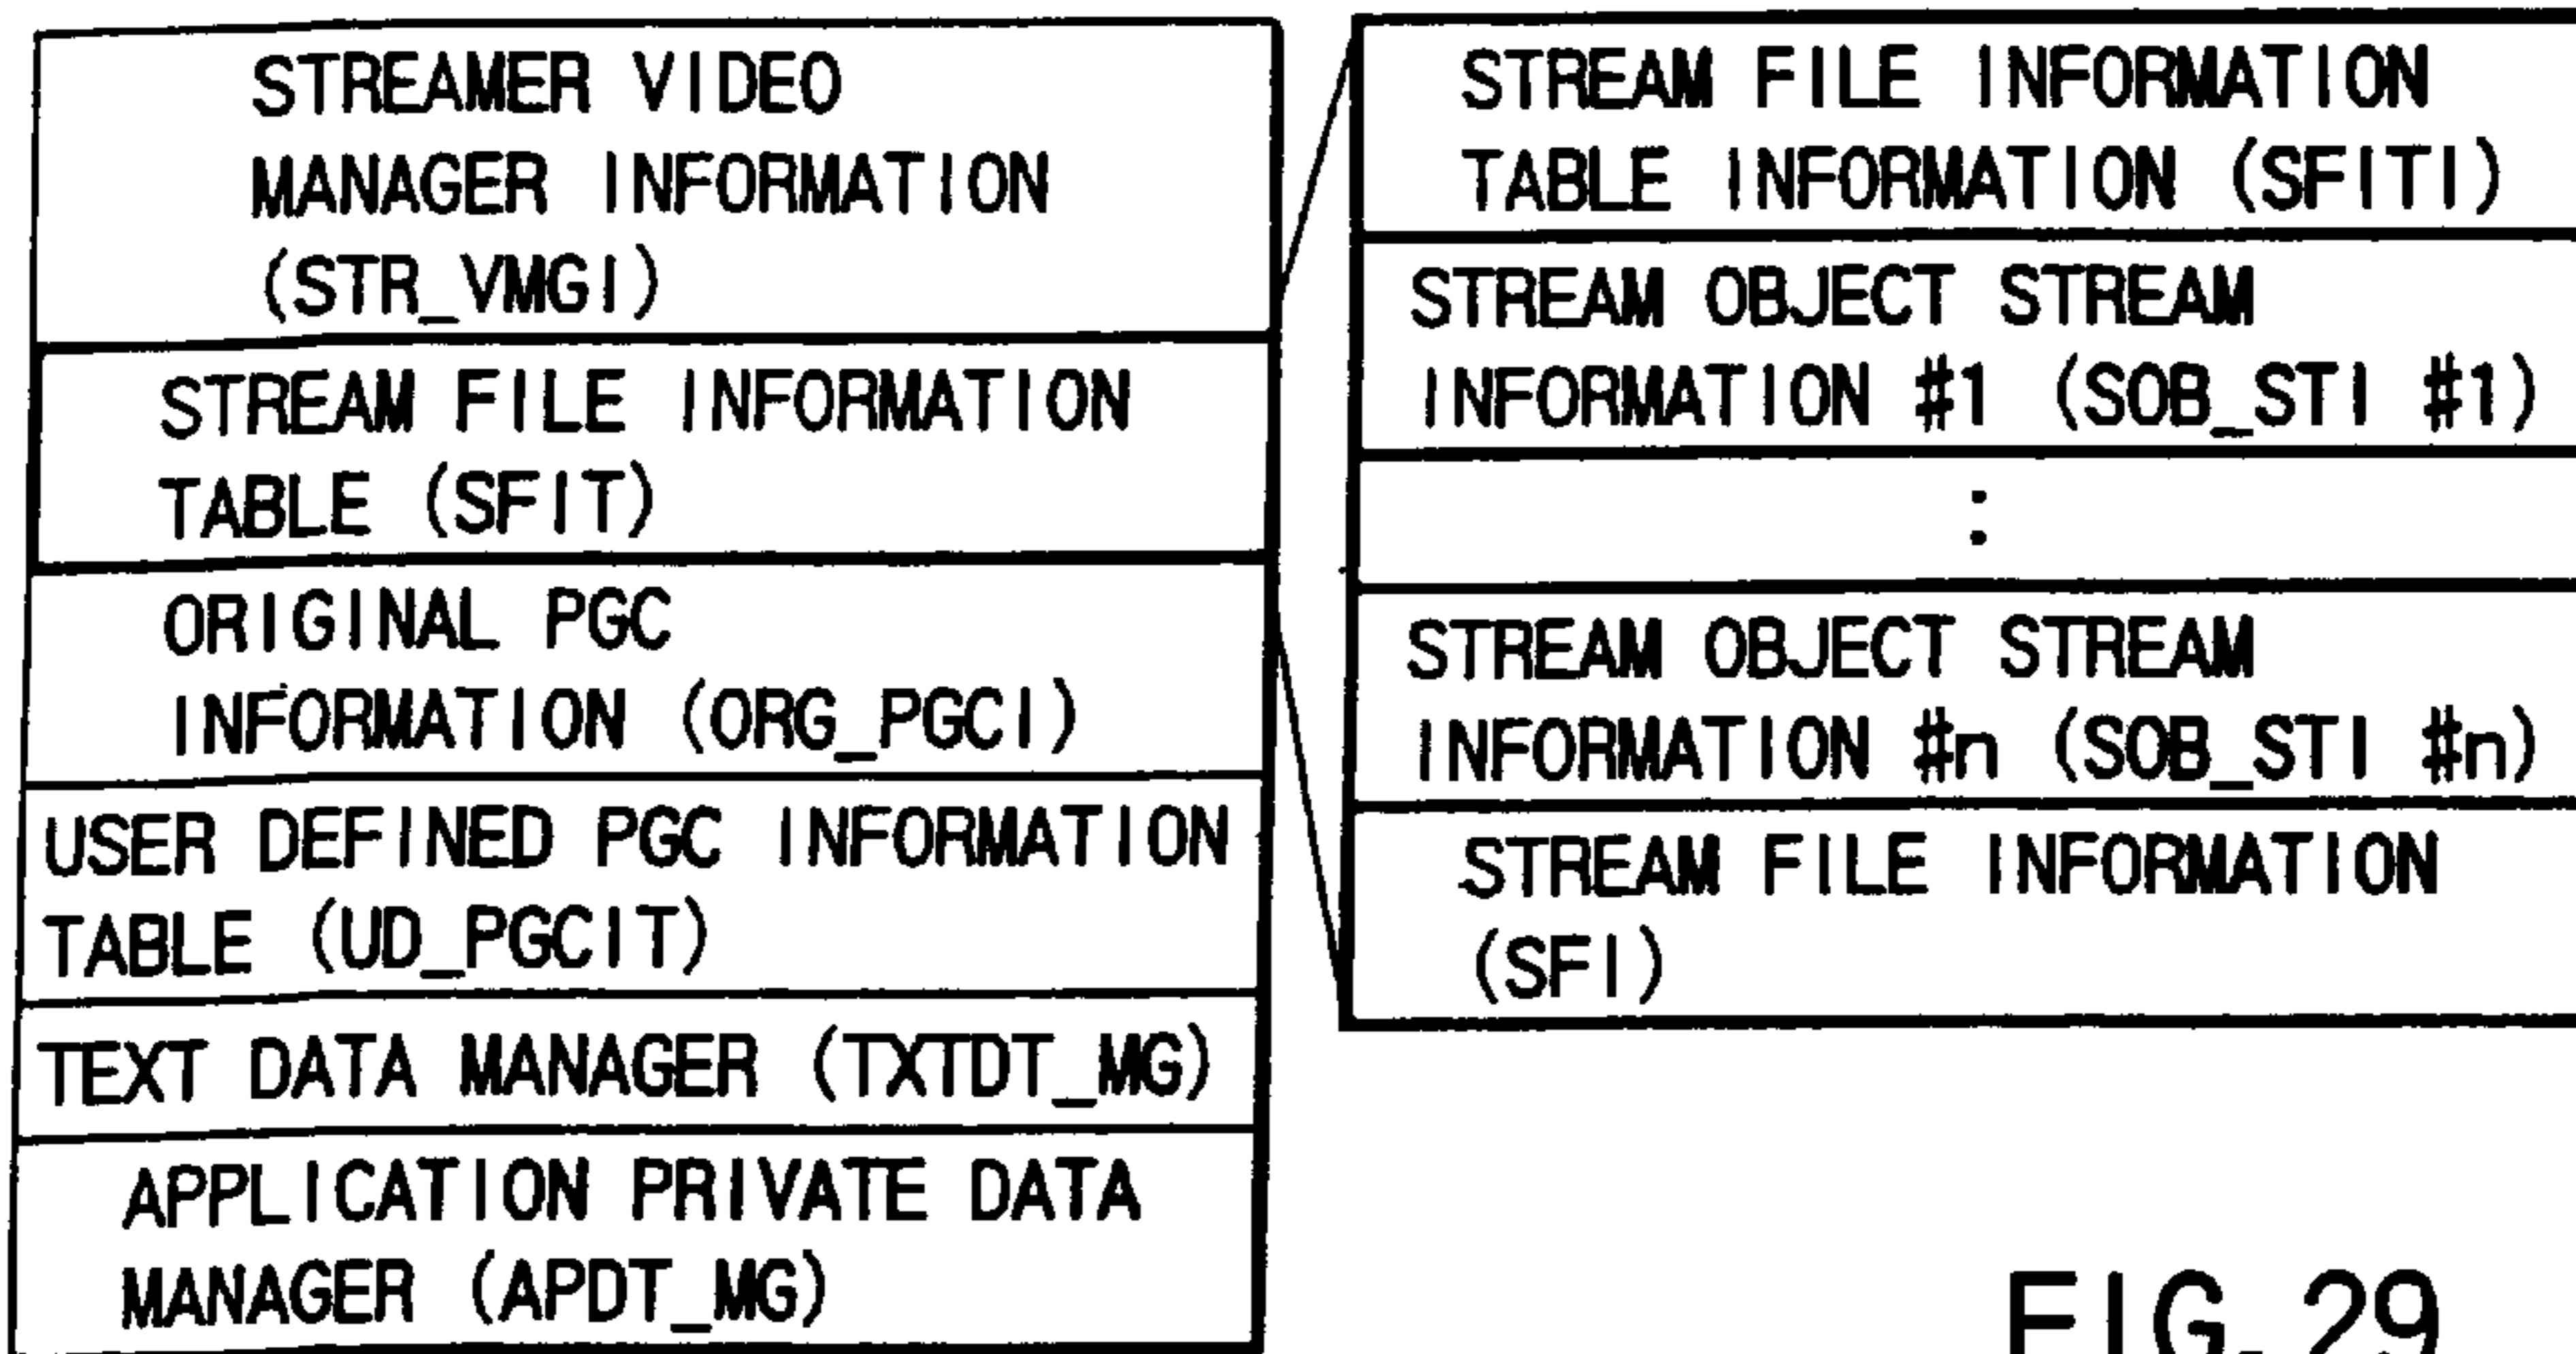 STREAMER VIDEO
MANAGER INFORMATION
(STR_VMGI)
STREAM FILE INFORMATION
TABLE (SFIT)
ORIGINAL PGC
INFORMATION (ORG_PGCI)
USER DEFINED PGC INFORMATION
TABLE (UD_PGCIT)
TEXT DATA MANAGER (TXTDT_MG)
APPLICATION PRIVATE DATA
MANAGER (APDT_MG)
STREAM FILE INFORMATION
TABLE INFORMATION (SFITI)
STREAM OBJECT STREAM
INFORMATION #1 (SOB_STI #1)
:
STREAM OBJECT STREAM
INFORMATION #n (SOB_STI #n)
STREAM FILE INFORMATION
(SFI)
FIG. 29